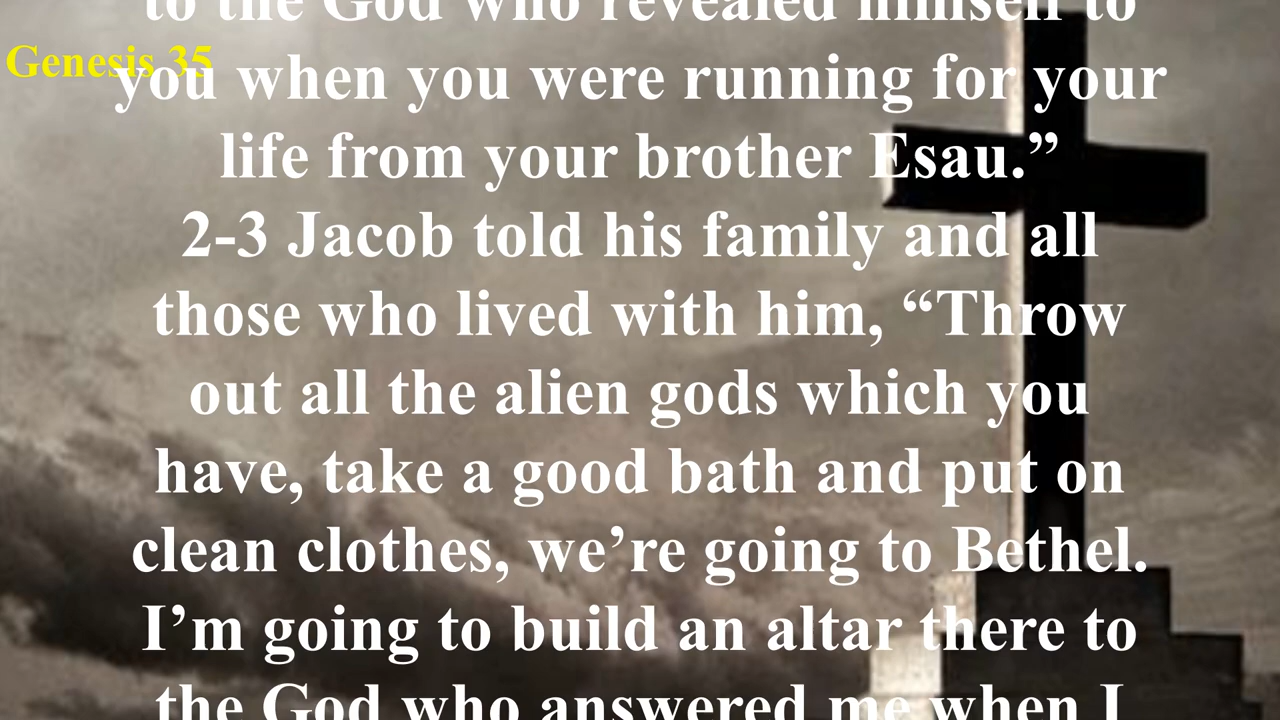 to the God who revealed himself to
Genesis 35
you when you were running for your
life from your brother Esau.”
2-3 Jacob told his family and all
those who lived with him, “Throw
out all the alien gods which you
have, take a good bath and put on
clean clothes, we’re going to Bethel.
I’m going to build an altar there to
the God who answered me when I